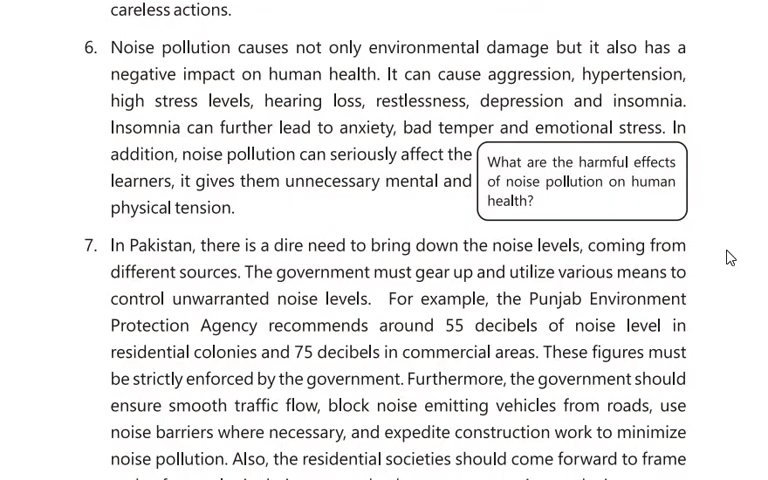 careless actions.
6. Noise pollution causes not only environmental damage but it also has a
negative impact on human health. It can cause aggression, hypertension,
high stress levels, hearing loss, restlessness, depression and insomnia.
Insomnia can further lead to anxiety, bad temper and emotional stress. In
addition, noise pollution can seriously affect the
learners, it gives them unnecessary mental and
physical tension.
What are the harmful effects
of noise pollution on human
health?
7. In Pakistan, there is a dire need to bring down the noise levels, coming from
different sources. The government must gear up and utilize various means to
control unwarranted noise levels. For example, the Punjab Environment
Protection Agency recommends around 55 decibels of noise level in
residential colonies and 75 decibels in commercial areas. These figures must
be strictly enforced by the government. Furthermore, the government should
ensure smooth traffic flow, block noise emitting vehicles from roads, use
noise barriers where necessary, and expedite construction work to minimize
noise pollution. Also, the residential societies should come forward to frame